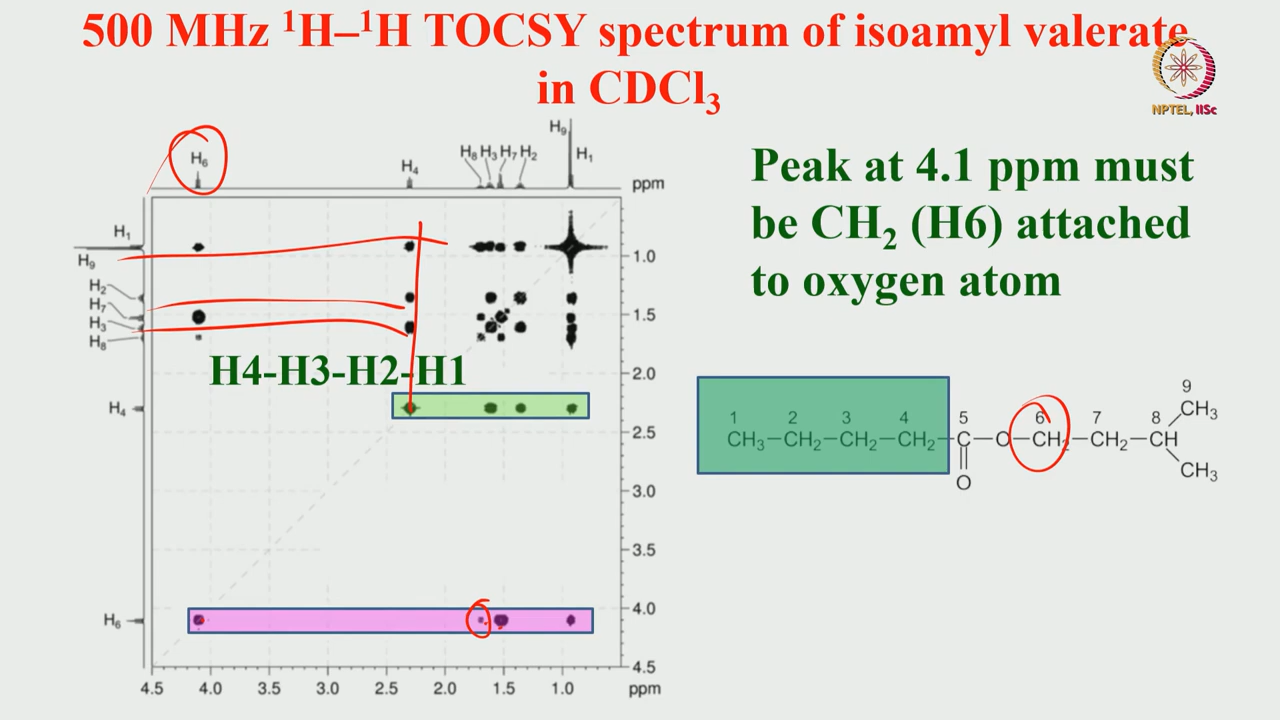 500 MHz ¹H–¹H TOCSY spectrum of isoamyl valerate
in CDCl₃
NPTEL, IISc
H₆
H₄
H₈ H₃ H₇ H₂
H₉
H₁
ppm
H₁
H₉
H₂
H₇
H₃
H₈
H₄
H₆
1.0
1.5
2.0
2.5
3.0
3.5
4.0
4.5
4.5 4.0 3.5 3.0 2.5 2.0 1.5 1.0 ppm
H4-H3-H2-H1
Peak at 4.1 ppm must
be CH₂ (H6) attached
to oxygen atom
1 2 3 4 5 6 7 8 9
CH₃–CH₂–CH₂–CH₂–C–O–CH₂–CH₂–CH
CH₃
CH₃
O